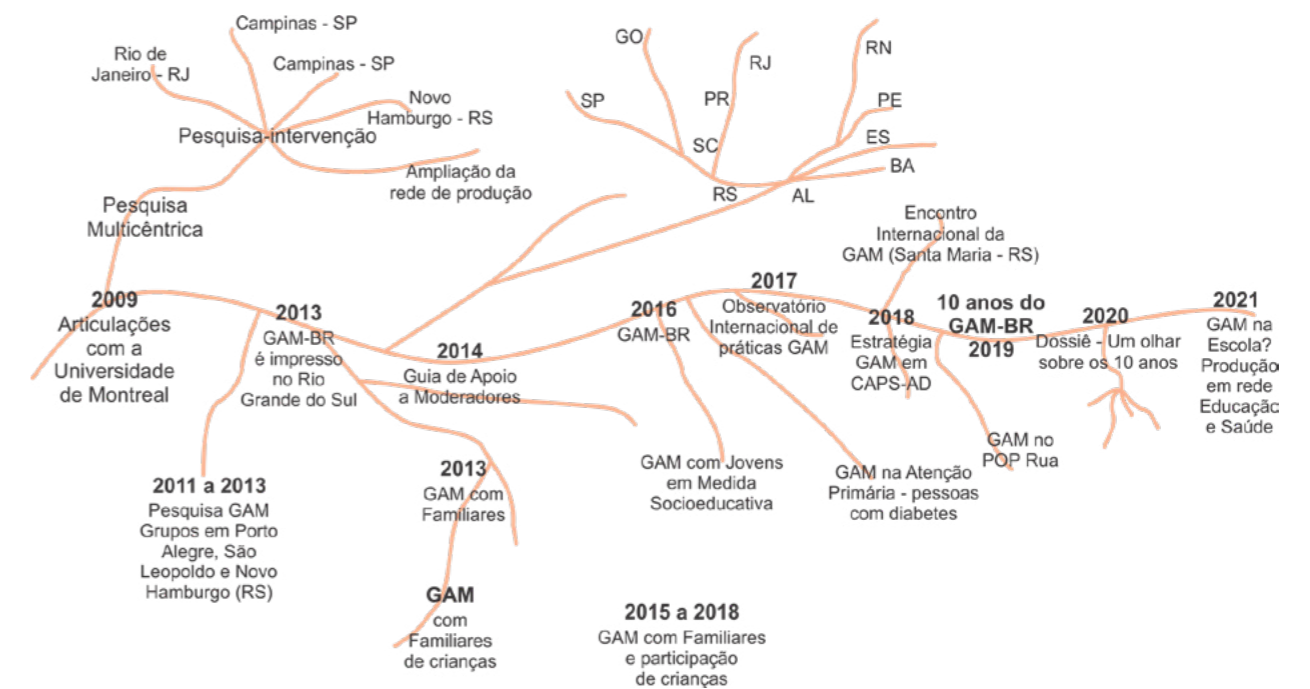 Campinas - SP
Rio de
Janeiro - RJ
Campinas - SP
Novo
Hamburgo - RS
Pesquisa-intervenção
Ampliação da
rede de produção
Pesquisa
Multicêntrica
GO
RJ
RN
SP
PR
PE
SC
ES
BA
RS
AL
Encontro
Internacional da
GAM (Santa Maria - RS)
2009
Articulações
com a
Universidade
de Montreal
2011 a 2013
Pesquisa GAM
Grupos em Porto
Alegre, São
Leopoldo e Novo
Hamburgo (RS)
2013
GAM-BR
é impresso
no Rio
Grande do Sul
2014
Guia de Apoio
a Moderadores
2013
GAM com
Familiares
GAM
com
Familiares
de crianças
2015 a 2018
GAM com Familiares
e participação
de crianças
2016
GAM-BR
GAM com Jovens
em Medida
Socioeducativa
2017
Observatório
Internacional de
práticas GAM
GAM na Atenção
Primária - pessoas
com diabetes
2018
Estratégia
GAM em
CAPS-AD
10 anos do
GAM-BR
2019
GAM no
POP Rua
2020
Dossiê - Um olhar
sobre os 10 anos
2021
GAM na
Escola?
Produção
em rede
Educação
e Saúde